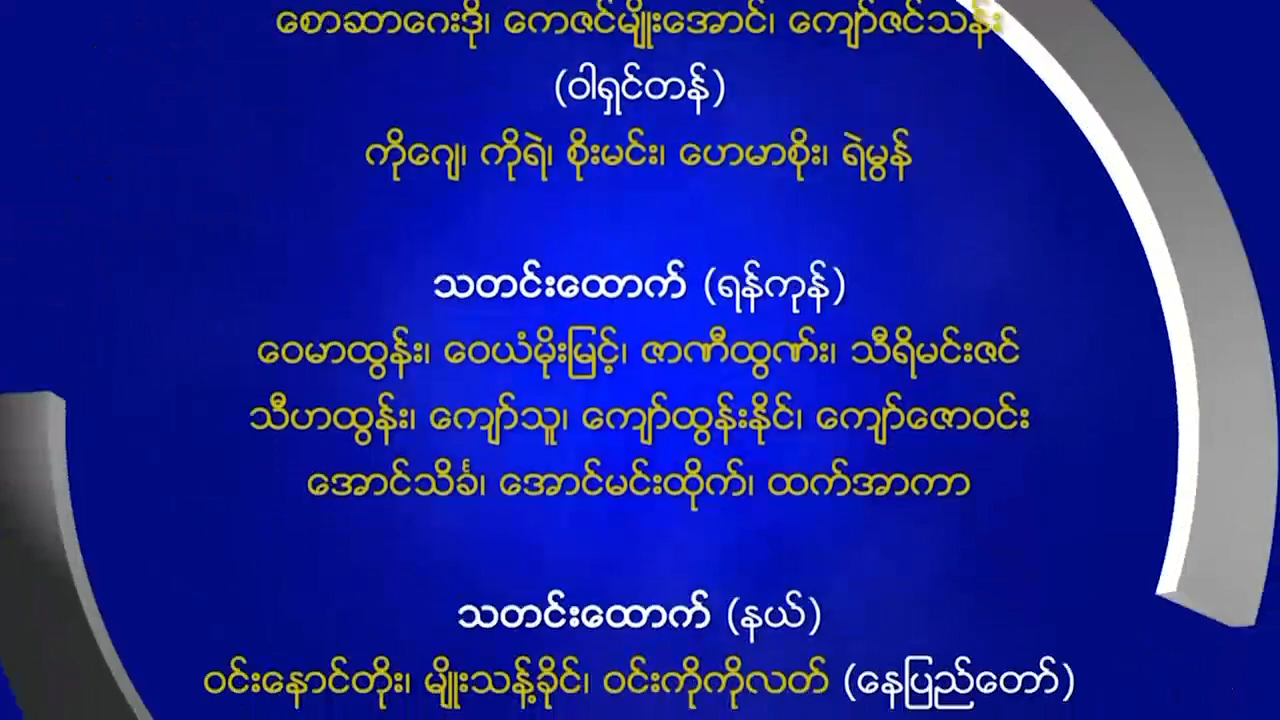 စောဆာဂေးဒို၊ ကေဇင်မျိုးအောင်၊ ကျော်ဇင်သန်း
(ဝါရှင်တန်)
ကိုဂျေ၊ ကိုရဲ၊ စိုးမင်း၊ ဟေမာစိုး၊ ရဲမွန်
သတင်းထောက် (ရန်ကုန်)
ဝေမာထွန်း၊ ဝေယံမိုးမြင့်၊ ဇာဏီထွဏ်း၊ သီရိမင်းဇင်
သီဟထွန်း၊ ကျော်သူ၊ ကျော်ထွန်းနိုင်၊ ကျော်ဇောဝင်း
အောင်သိင်္ခ၊ အောင်မင်းထိုက်၊ ထက်အာကာ
သတင်းထောက် (နယ်)
ဝင်းနောင်တိုး၊ မျိုးသန့်ခိုင်၊ ဝင်းကိုကိုလတ် (နေပြည်တော်)